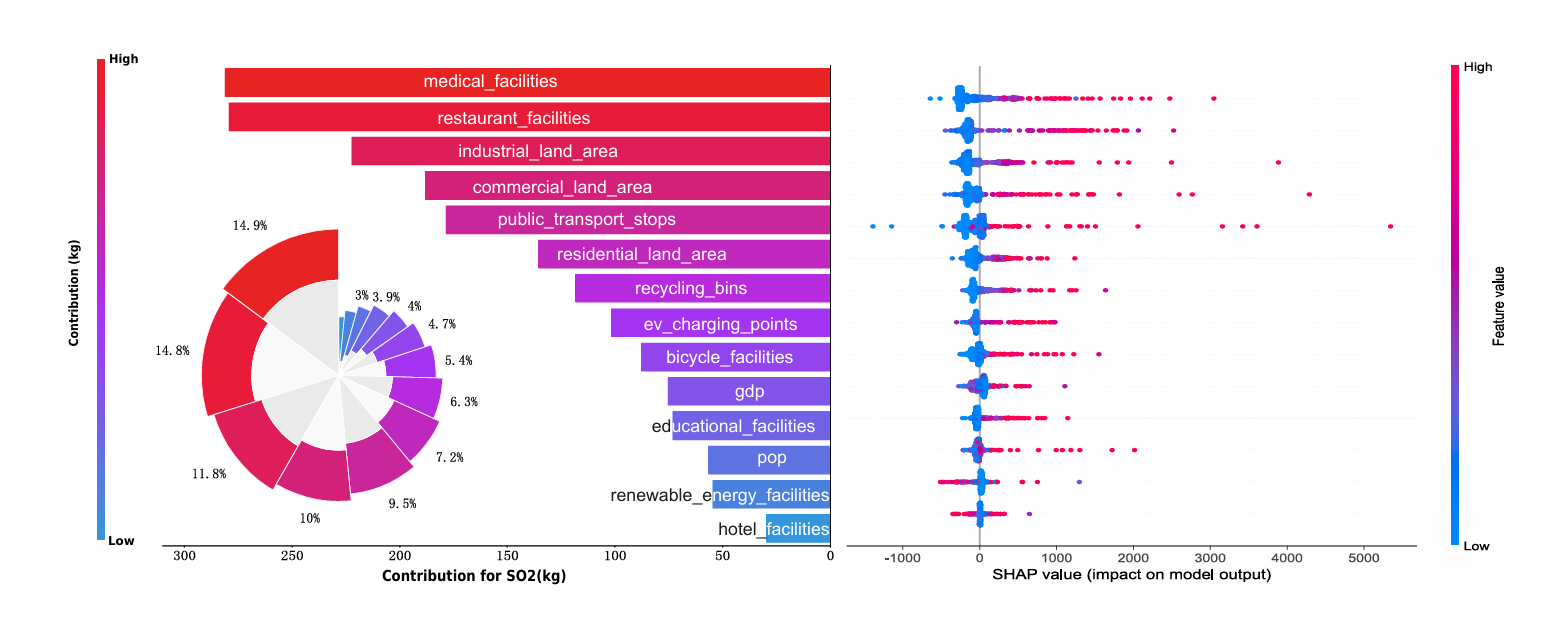 High
Contribution (kg)
Low
medical_facilities
restaurant_facilities
industrial_land_area
commercial_land_area
public_transport_stops
residential_land_area
recycling_bins
ev_charging_points
bicycle_facilities
gdp
educational_facilities
pop
renewable_energy_facilities
hotel_facilities
14.9%
14.8%
11.8%
10%
9.5%
7.2%
6.3%
5.4%
4.7%
4%
3.9%
3%
300 250 200 150 100 50 0
Contribution for SO2(kg)
-1000 0 1000 2000 3000 4000 5000
SHAP value (impact on model output)
High
Feature value
Low